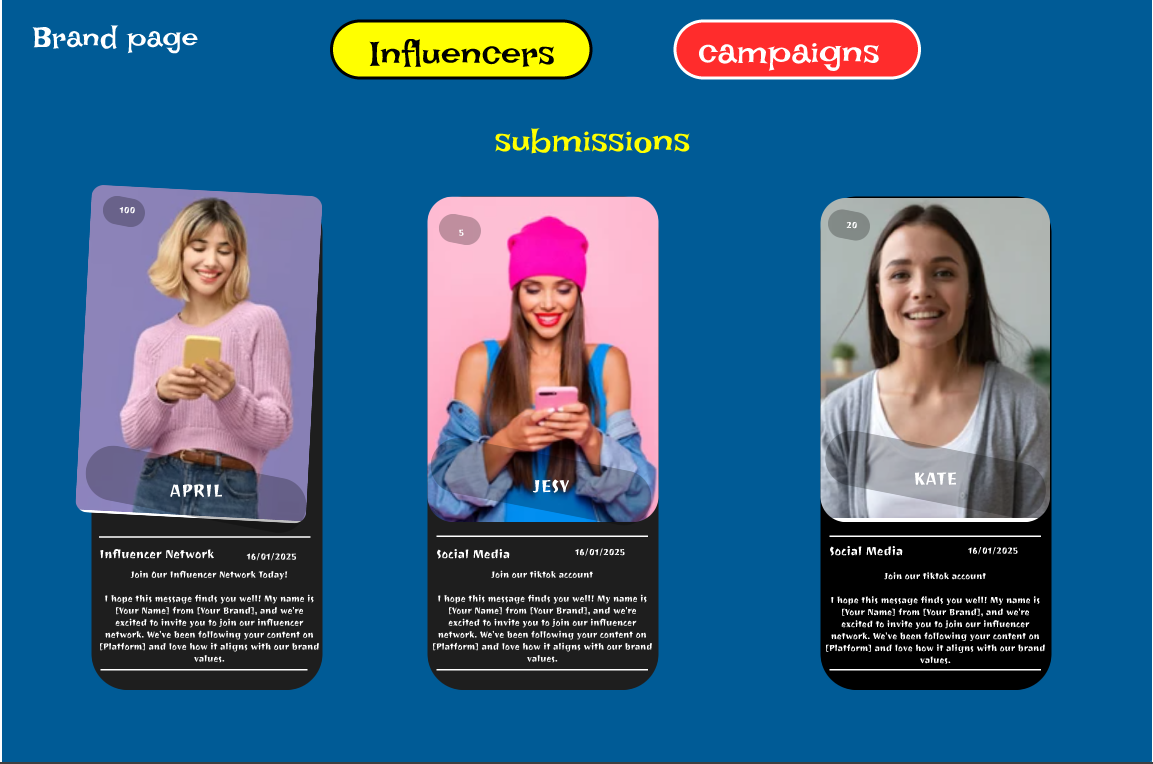 Brand page
Influencers
campaigns
submissions
100
APRIL
Influencer Network
16/01/2025
Join Our Influencer Network Today!
I hope this message finds you well! My name is
[Your Name] from [Your Brand], and we're
excited to invite you to join our influencer
network. We've been following your content on
[Platform] and love how it aligns with our brand
values.
5
JESY
Social Media
16/01/2025
Join our tiktok account
I hope this message finds you well! My name is
[Your Name] from [Your Brand], and we're
excited to invite you to join our influencer
network. We've been following your content on
[Platform] and love how it aligns with our brand
values.
20
KATE
Social Media
16/01/2025
Join our tiktok account
I hope this message finds you well! My name is
[Your Name] from [Your Brand], and we're
excited to invite you to join our influencer
network. We've been following your content on
[Platform] and love how it aligns with our brand
values.